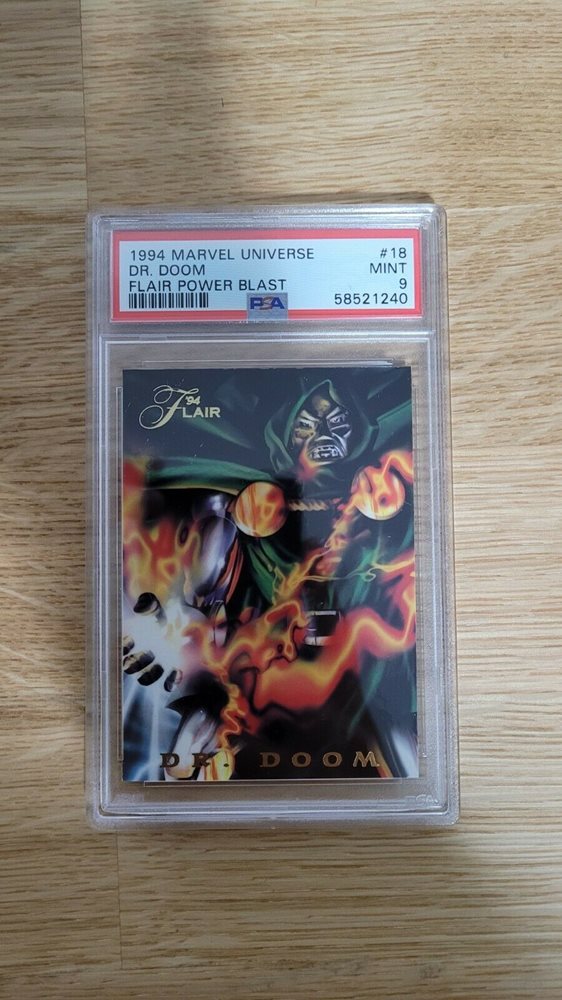 1994 MARVEL UNIVERSE #18
DR. DOOM MINT
FLAIR POWER BLAST 9
PSA 58521240
'94
FLAIR
DR. DOOM